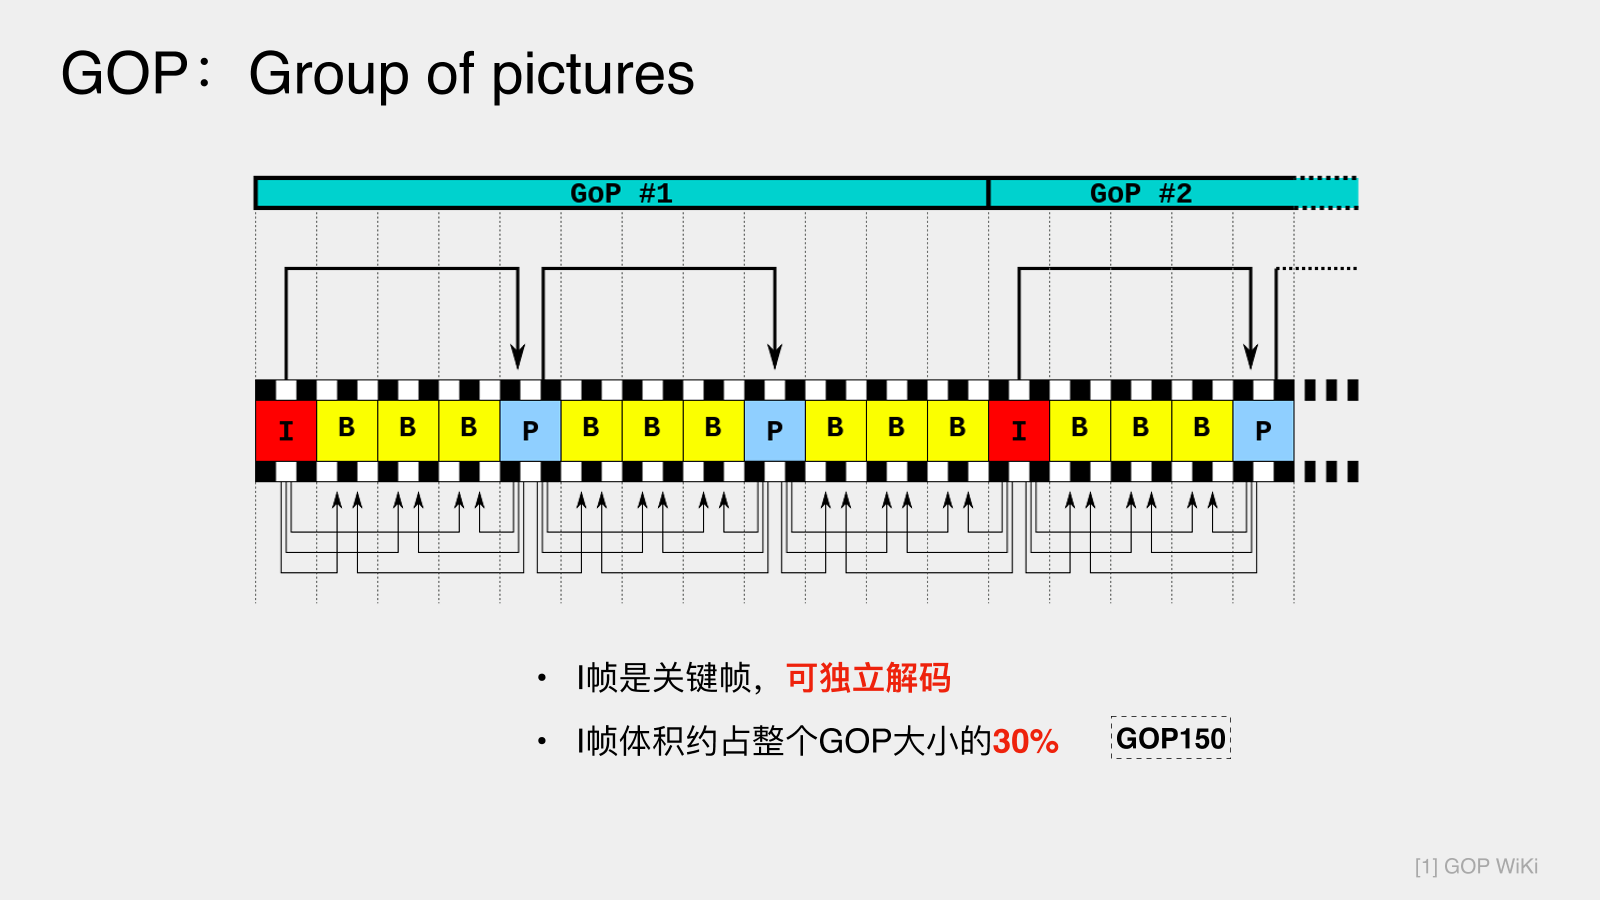 GOP：Group of pictures
GoP #1 GoP #2
I B B B P B B B P B B B I B B B P
• I帧是关键帧，可独立解码
• I帧体积约占整个GOP大小的30% GOP150
[1] GOP WiKi